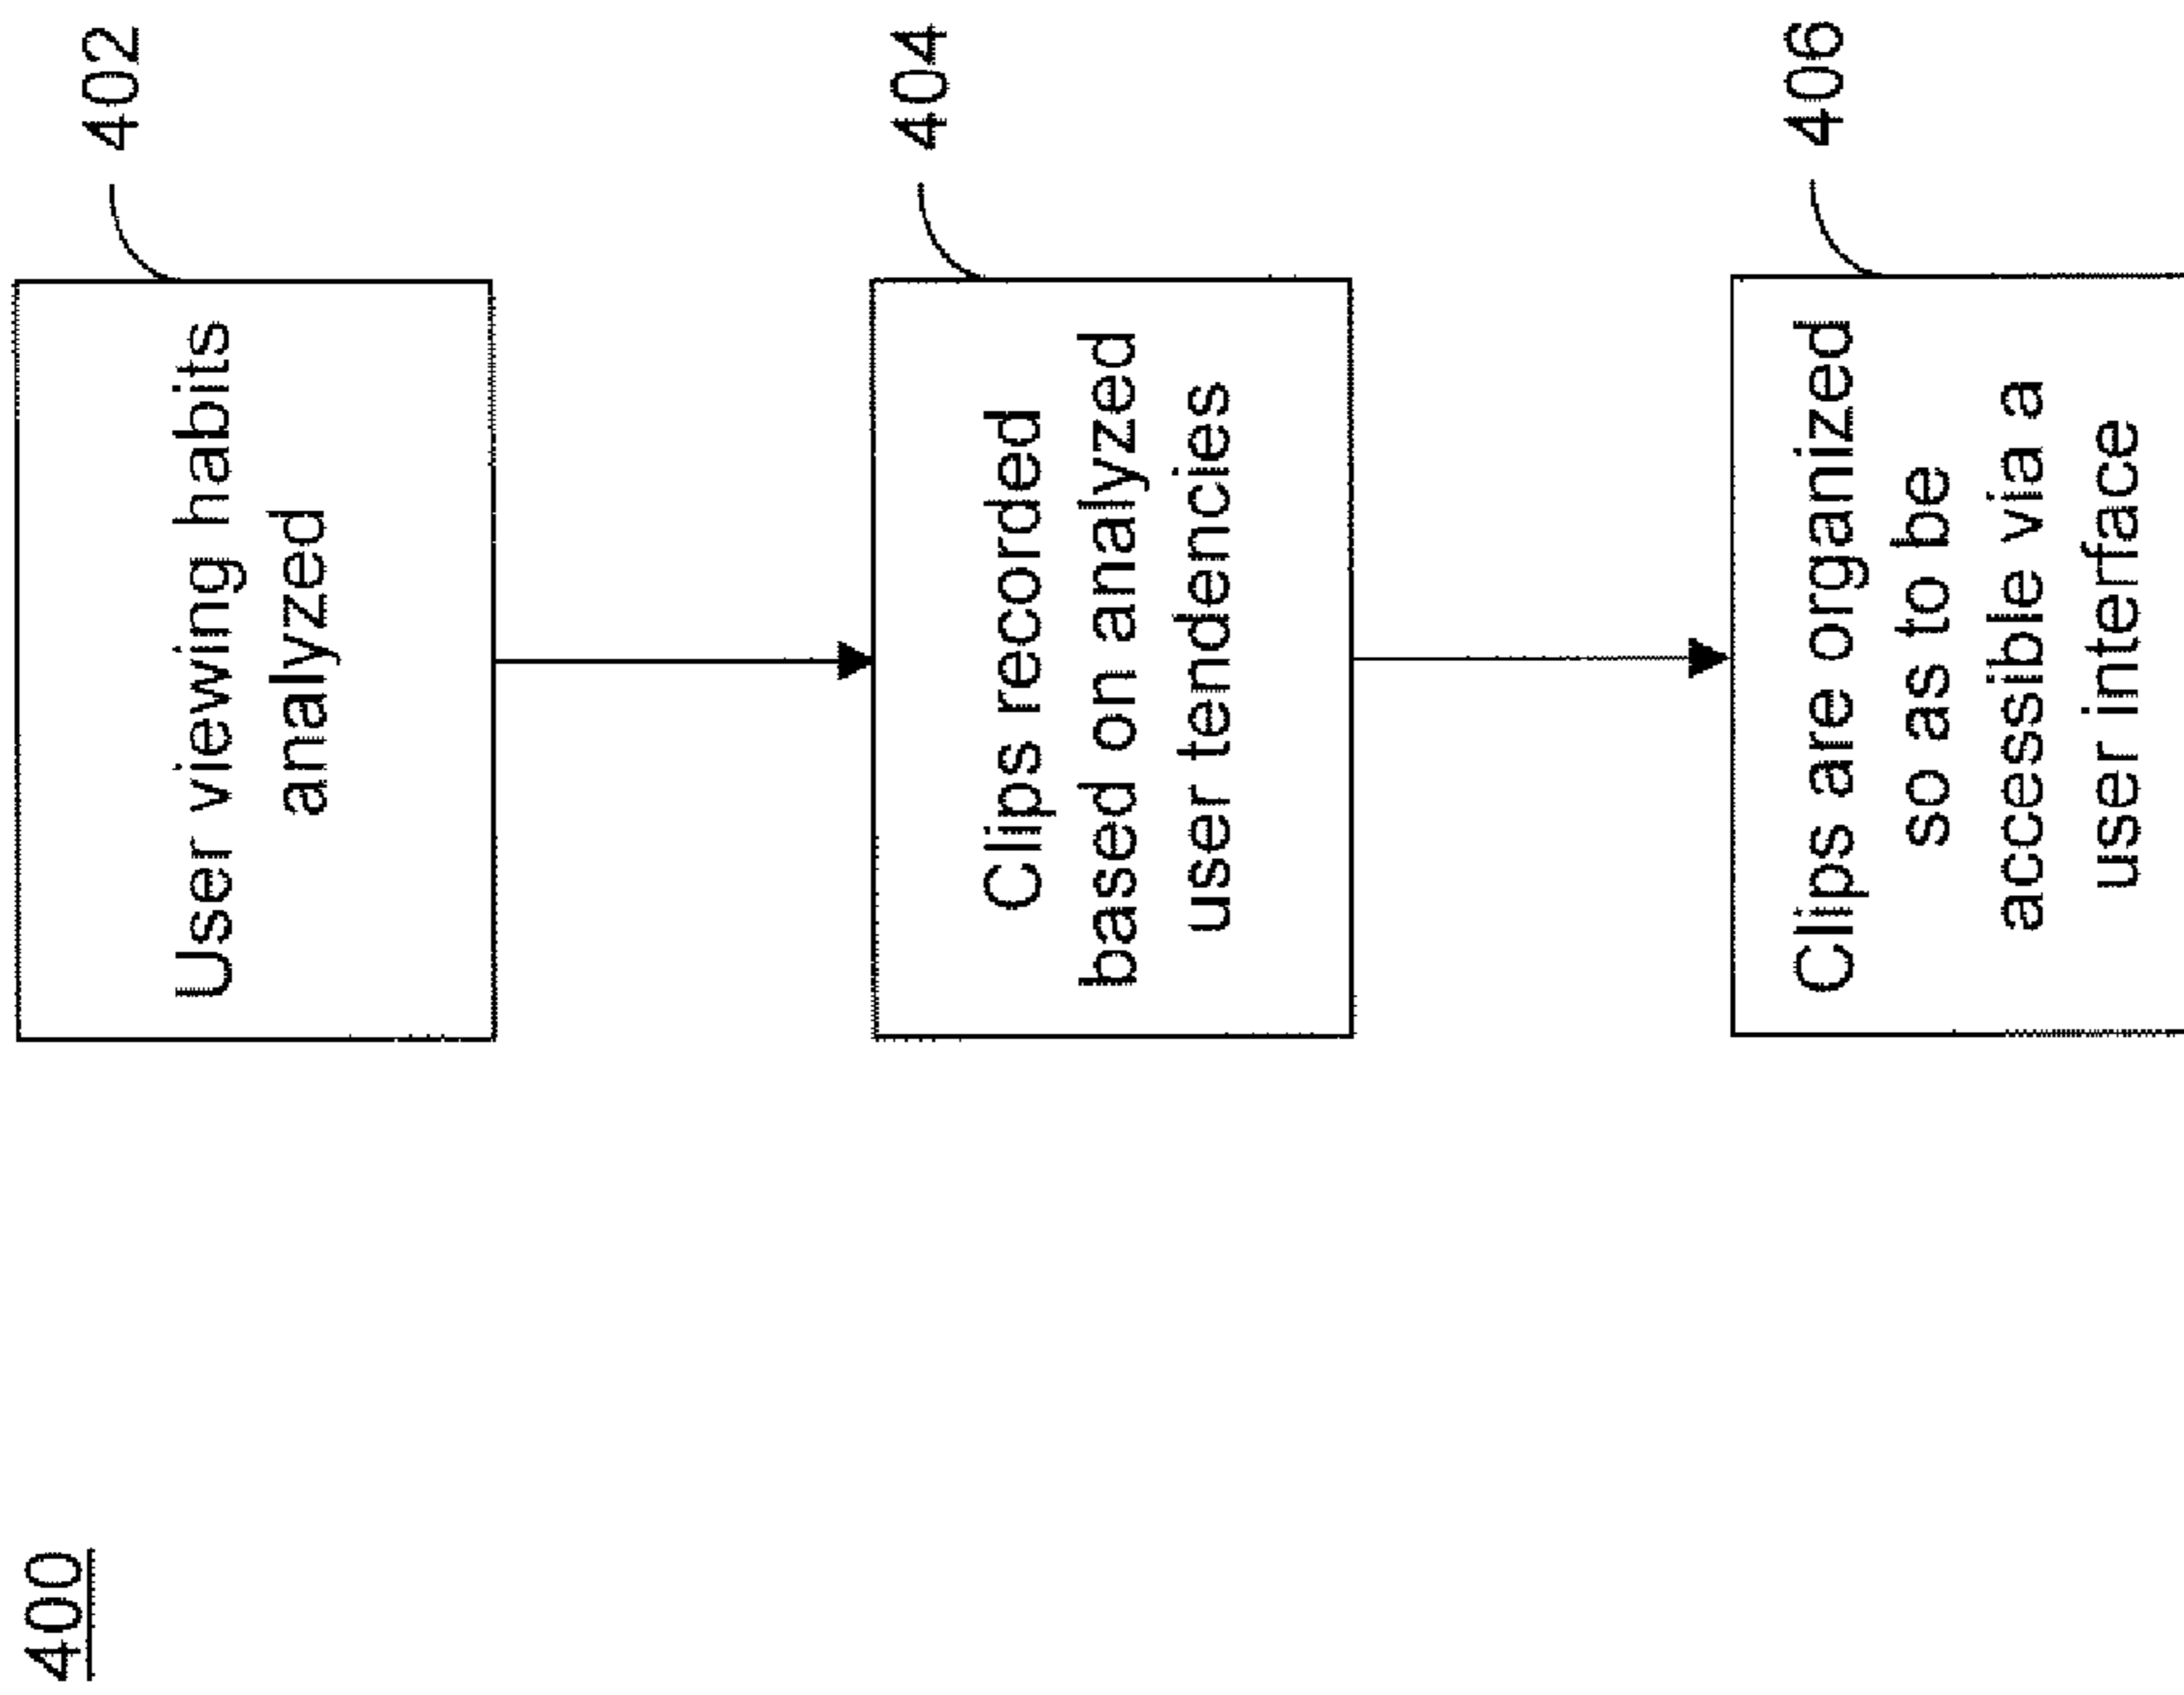 400
402
User viewing habits
analyzed
404
Clips recorded
based on analyzed
user tendencies
406
Clips are organized
so as to be
accessible via a
user interface